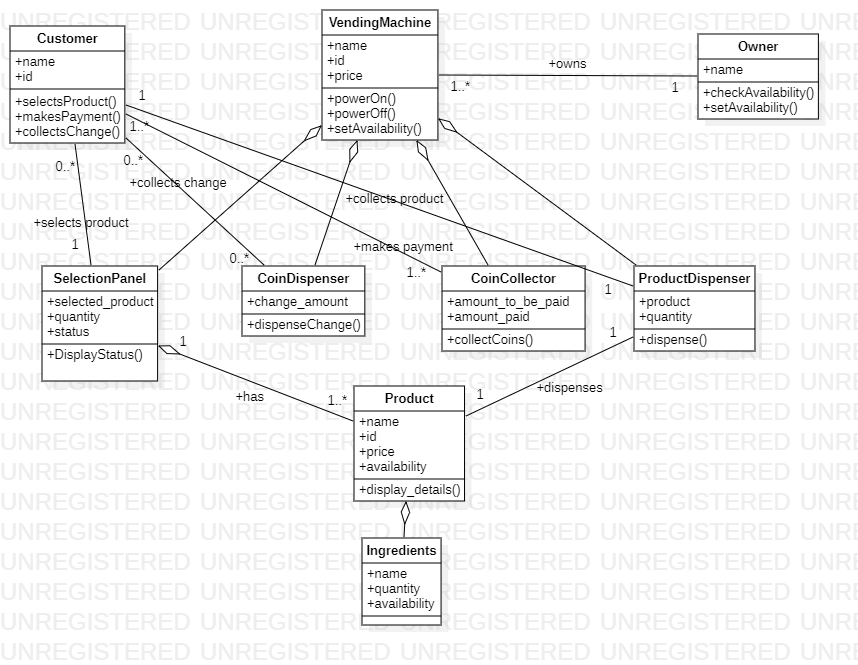 Customer
+name
+id
+selectsProduct()
+makesPayment()
+collectsChange()
VendingMachine
+name
+id
+price
+powerOn()
+powerOff()
+setAvailability()
Owner
+name
+checkAvailability()
+setAvailability()
+owns
1..*
1
1
1..*
0..*
0..*
+collects change
+collects product
+selects product
+makes payment
1
0..*
1..*
1
SelectionPanel
+selected_product
+quantity
+status
+DisplayStatus()
CoinDispenser
+change_amount
+dispenseChange()
CoinCollector
+amount_to_be_paid
+amount_paid
+collectCoins()
ProductDispenser
+product
+quantity
+dispense()
1
1
+has
1..*
1
+dispenses
Product
+name
+id
+price
+availability
+display_details()
Ingredients
+name
+quantity
+availability
UNREGISTERED